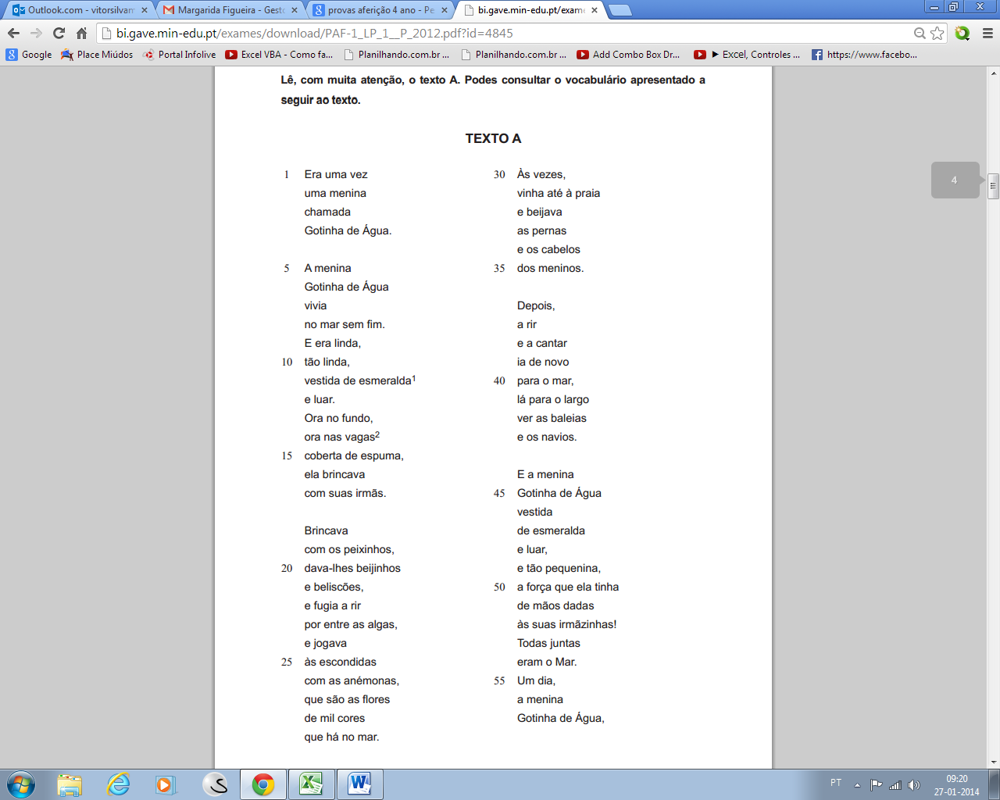 Outlook.com - vitorsilvam
Margarida Figueira - Gesto
provas aferição 4 ano - Pe
bi.gave.min-edu.pt/exame
bi.gave.min-edu.pt/exames/download/PAF-1_LP_1__P_2012.pdf?id=4845
Google
Place Miúdos
Portal Infolive
Excel VBA - Como fa...
Planilhando.com.br ...
Planilhando.com.br ...
Add Combo Box Dr...
► Excel, Controles ...
https://www.facebo...
Lê, com muita atenção, o texto A. Podes consultar o vocabulário apresentado a
seguir ao texto.
TEXTO A
1 Era uma vez
uma menina
chamada
Gotinha de Água.
5 A menina
Gotinha de Água
vivia
no mar sem fim.
E era linda,
10 tão linda,
vestida de esmeralda1
e luar.
Ora no fundo,
ora nas vagas2
15 coberta de espuma,
ela brincava
com suas irmãs.
Brincava
com os peixinhos,
20 dava-lhes beijinhos
e beliscões,
e fugia a rir
por entre as algas,
e jogava
25 às escondidas
com as anémonas,
que são as flores
de mil cores
que há no mar.
30 Às vezes,
vinha até à praia
e beijava
as pernas
e os cabelos
35 dos meninos.
Depois,
a rir
e a cantar
ia de novo
40 para o mar,
lá para o largo
ver as baleias
e os navios.
E a menina
45 Gotinha de Água
vestida
de esmeralda
e luar,
e tão pequenina,
50 a força que ela tinha
de mãos dadas
às suas irmãzinhas!
Todas juntas
eram o Mar.
55 Um dia,
a menina
Gotinha de Água,
4
PT
09:20
27-01-2014